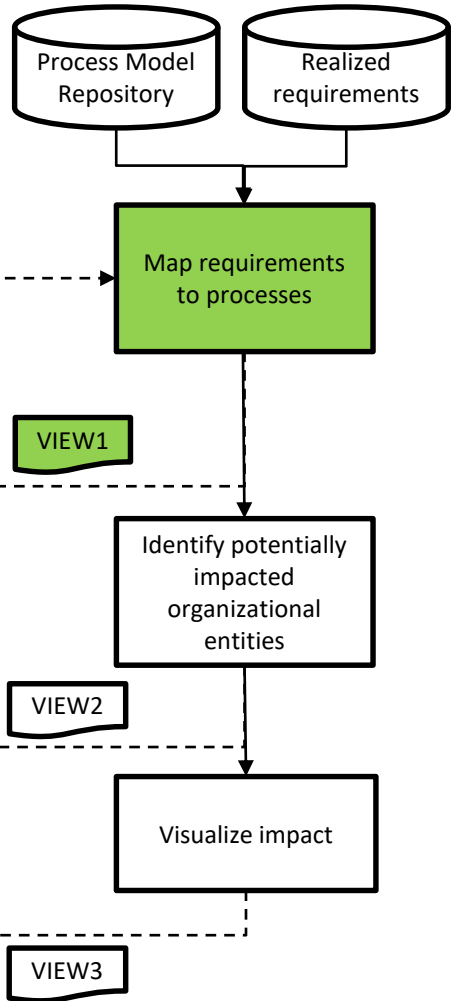 Process Model
Repository
Realized
requirements
Map requirements
to processes
VIEW1
Identify potentially
impacted
organizational
entities
VIEW2
Visualize impact
VIEW3